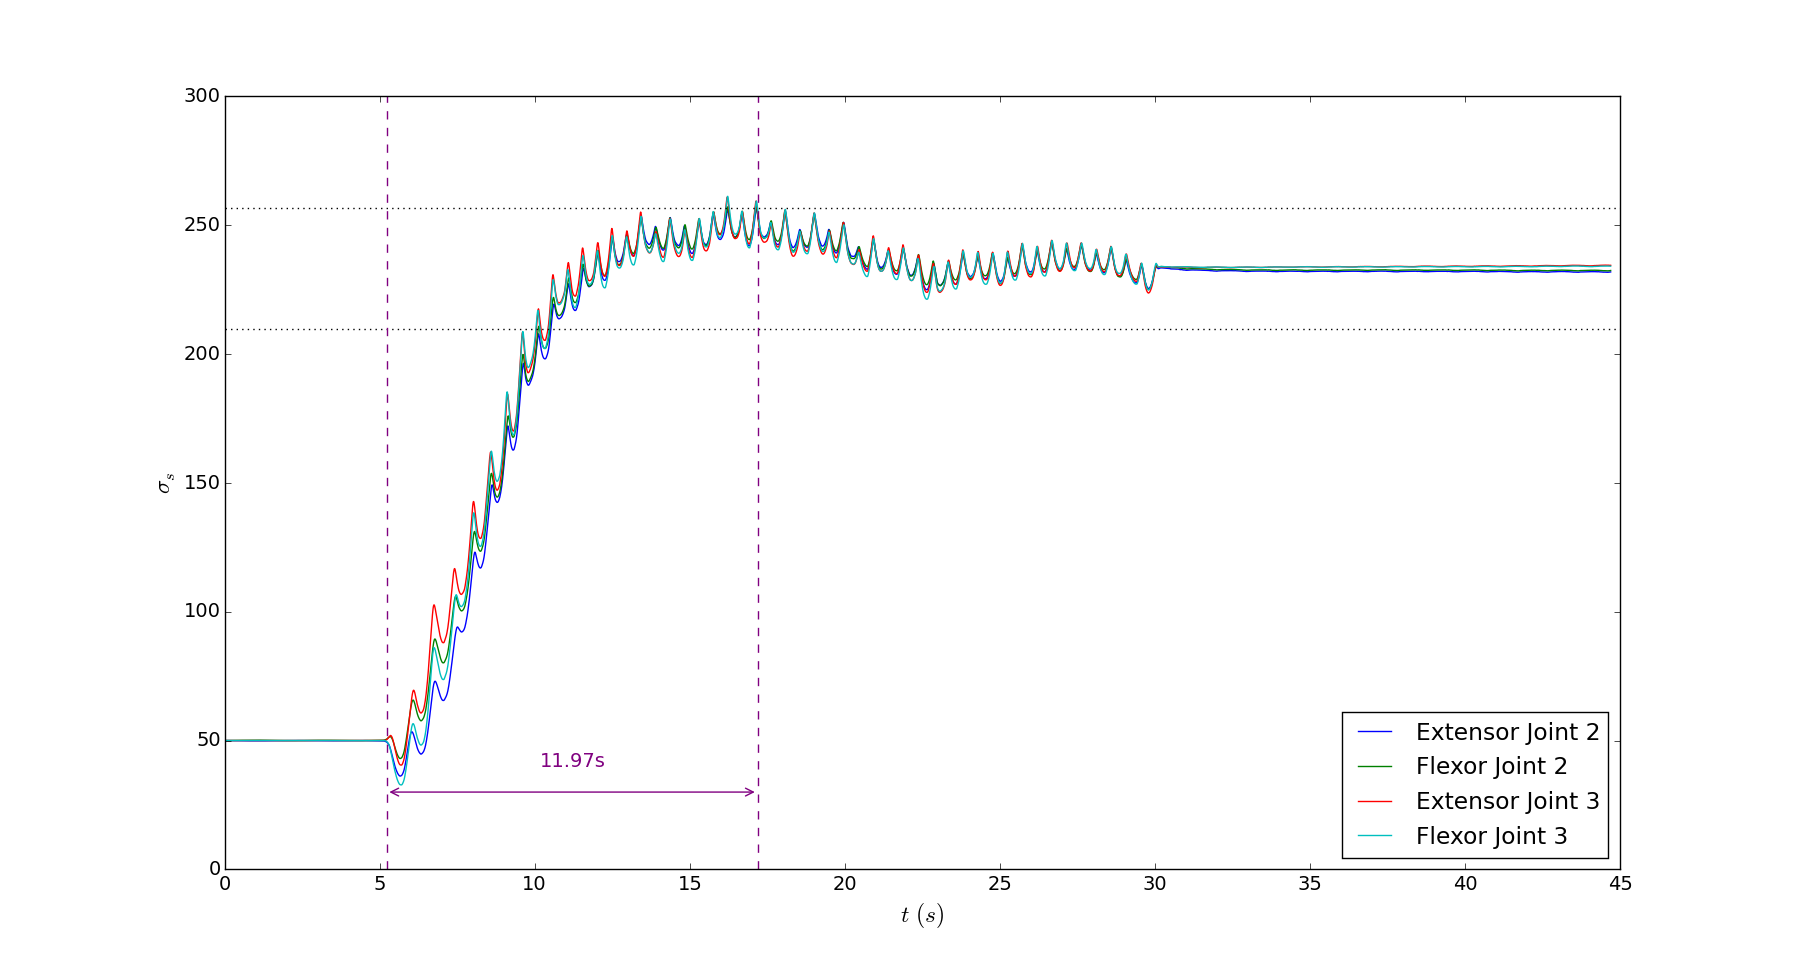 300
250
200
150
100
50
0
σ_s
11.97s
Extensor Joint 2
Flexor Joint 2
Extensor Joint 3
Flexor Joint 3
0 5 10 15 20 25 30 35 40 45
t (s)